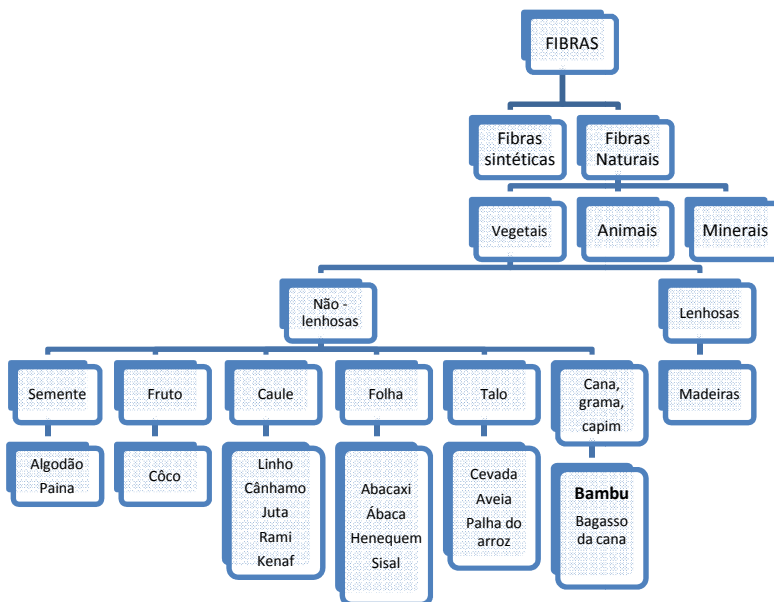 FIBRAS
Fibras
sintéticas
Fibras
Naturais
Vegetais
Animais
Minerais
Não -
lenhosas
Lenhosas
Semente
Fruto
Caule
Folha
Talo
Cana,
grama,
capim
Madeiras
Algodão
Paina
Côco
Linho
Cânhamo
Juta
Rami
Kenaf
Abacaxi
Ábaca
Henequem
Sisal
Cevada
Aveia
Palha do
arroz
Bambu
Bagasso
da cana